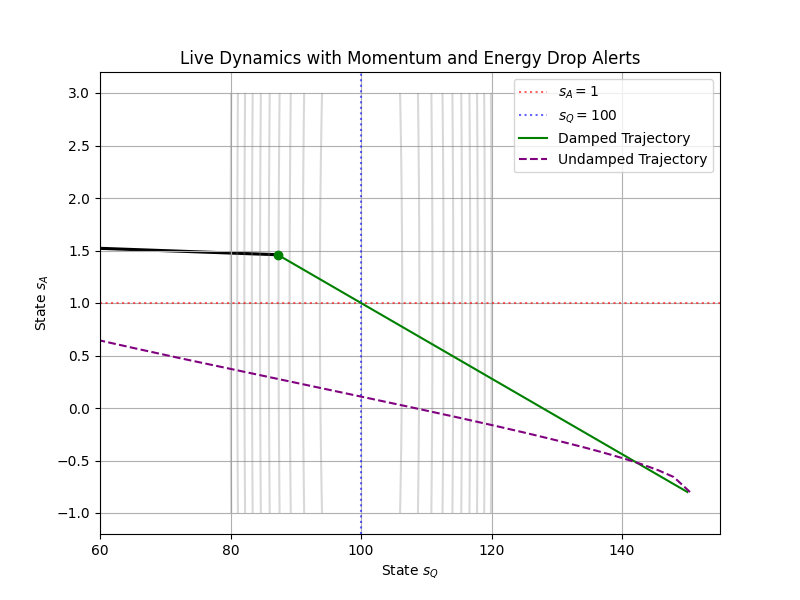 Live Dynamics with Momentum and Energy Drop Alerts
s_A = 1
s_Q = 100
Damped Trajectory
Undamped Trajectory
3.0
2.5
2.0
1.5
1.0
0.5
0.0
−0.5
−1.0
State s_A
60
80
100
120
140
State s_Q